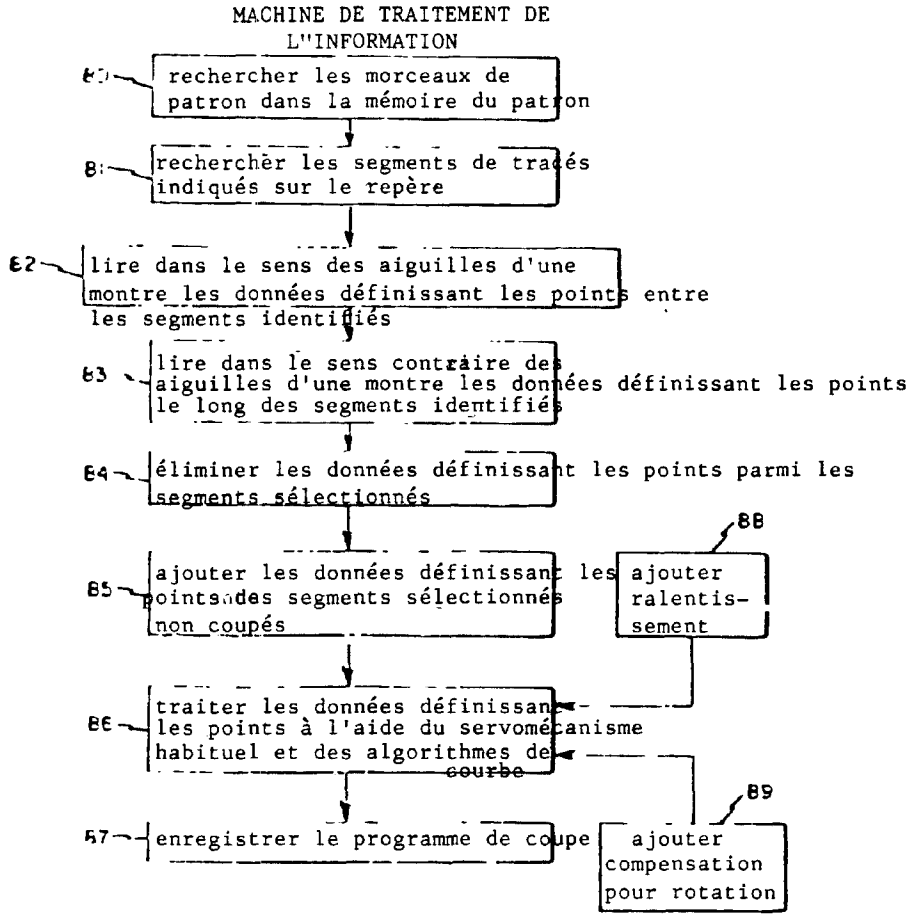 MACHINE DE TRAITEMENT DE
L''INFORMATION
80
rechercher les morceaux de
patron dans la mémoire du patron
81
rechercher les segments de tracés
indiqués sur le repère
82
lire dans le sens des aiguilles d'une
montre les données définissant les points entre
les segments identifiés
83
lire dans le sens contraire des
aiguilles d'une montre les données définissant les points
le long des segments identifiés
84
éliminer les données définissant les points parmi les
segments sélectionnés
85
ajouter les données définissant les
points des segments sélectionnés
non coupés
88
ajouter
ralentis-
sement
86
traiter les données définissant
les points à l'aide du servomécanisme
habituel et des algorithmes de
courbe
87
enregistrer le programme de coupe
89
ajouter
compensation
pour rotation